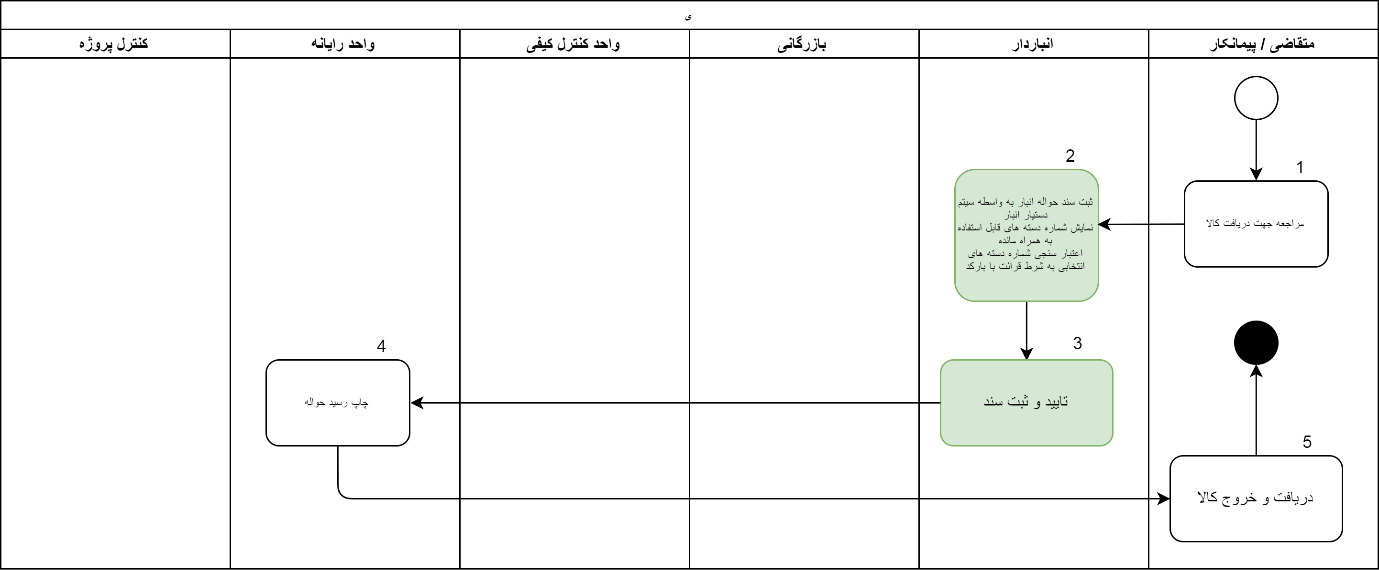 ی
متقاضی / پیمانکار
انباردار
بازرگانی
واحد کنترل کیفی
واحد رایانه
کنترل پروژه
1
مراجعه جهت دریافت کالا
2
ثبت سند حواله انبار به واسطه سیتم
دستیار انبار
نمایش شماره دسته های قابل استفاده
به همراه مانده
اعتبار سنجی شماره دسته های
انتخابی به شرط قرائت با بارکد
3
تایید و ثبت سند
4
چاپ رسید حواله
5
دریافت و خروج کالا